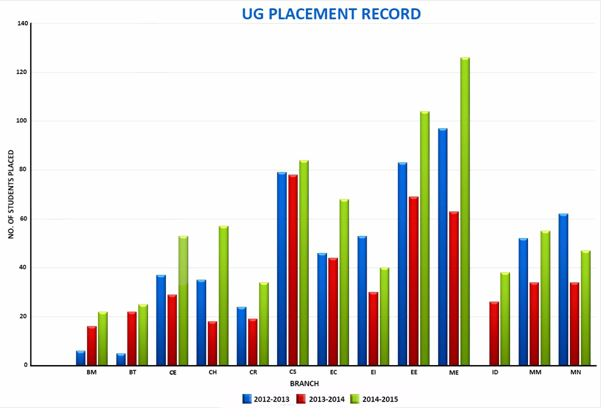 UG PLACEMENT RECORD
140
120
100
80
60
40
20
0
NO. OF STUDENTS PLACED
BM BT CE CH CR CS EC EI EE ME ID MM MN
BRANCH
2012-2013 2013-2014 2014-2015